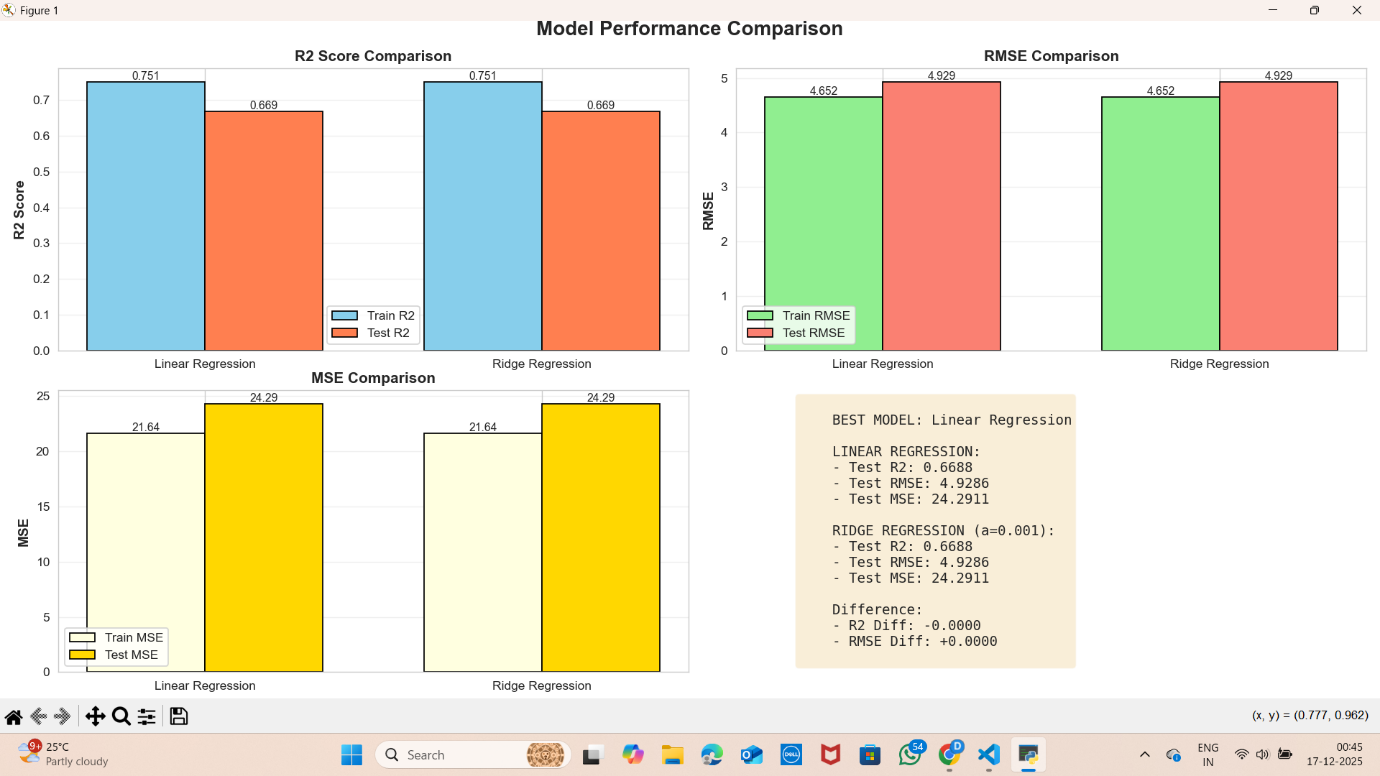 Figure 1
Model Performance Comparison
R2 Score Comparison
0.751
0.669
0.751
0.669
0.7
0.6
0.5
0.4
0.3
0.2
0.1
0.0
R2 Score
Train R2
Test R2
Linear Regression
Ridge Regression
RMSE Comparison
4.652
4.929
4.652
4.929
5
4
3
2
1
0
RMSE
Train RMSE
Test RMSE
Linear Regression
Ridge Regression
MSE Comparison
21.64
24.29
21.64
24.29
25
20
15
10
5
0
MSE
Train MSE
Test MSE
Linear Regression
Ridge Regression
BEST MODEL: Linear Regression
LINEAR REGRESSION:
- Test R2: 0.6688
- Test RMSE: 4.9286
- Test MSE: 24.2911
RIDGE REGRESSION (a=0.001):
- Test R2: 0.6688
- Test RMSE: 4.9286
- Test MSE: 24.2911
Difference:
- R2 Diff: -0.0000
- RMSE Diff: +0.0000
(x, y) = (0.777, 0.962)
9+
25°C
Partly cloudy
Search
DELL
54
D
ENG
IN
00:45
17-12-2025